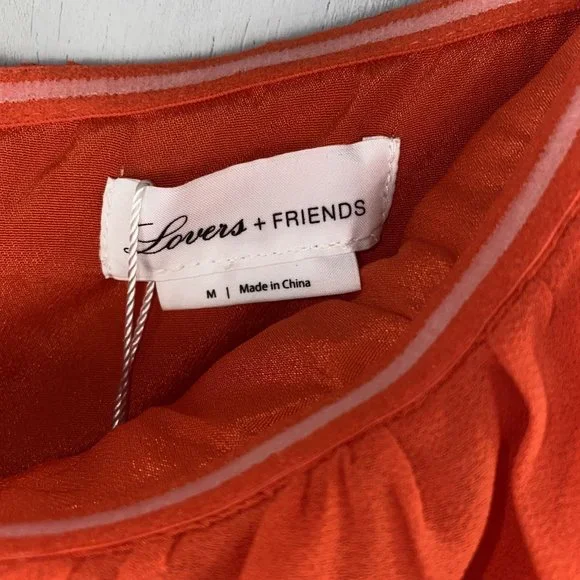 Lovers + FRIENDS
M | Made in China